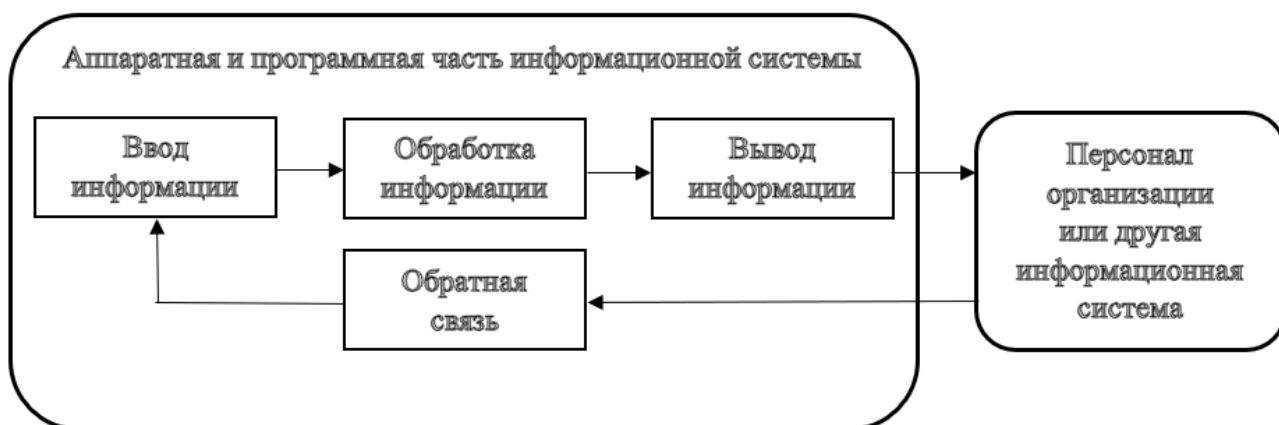 Аппаратная и программная часть информационной системы
Ввод
информации
Обработка
информации
Вывод
информации
Персонал
организации
или другая
информационная
система
Обратная
связь